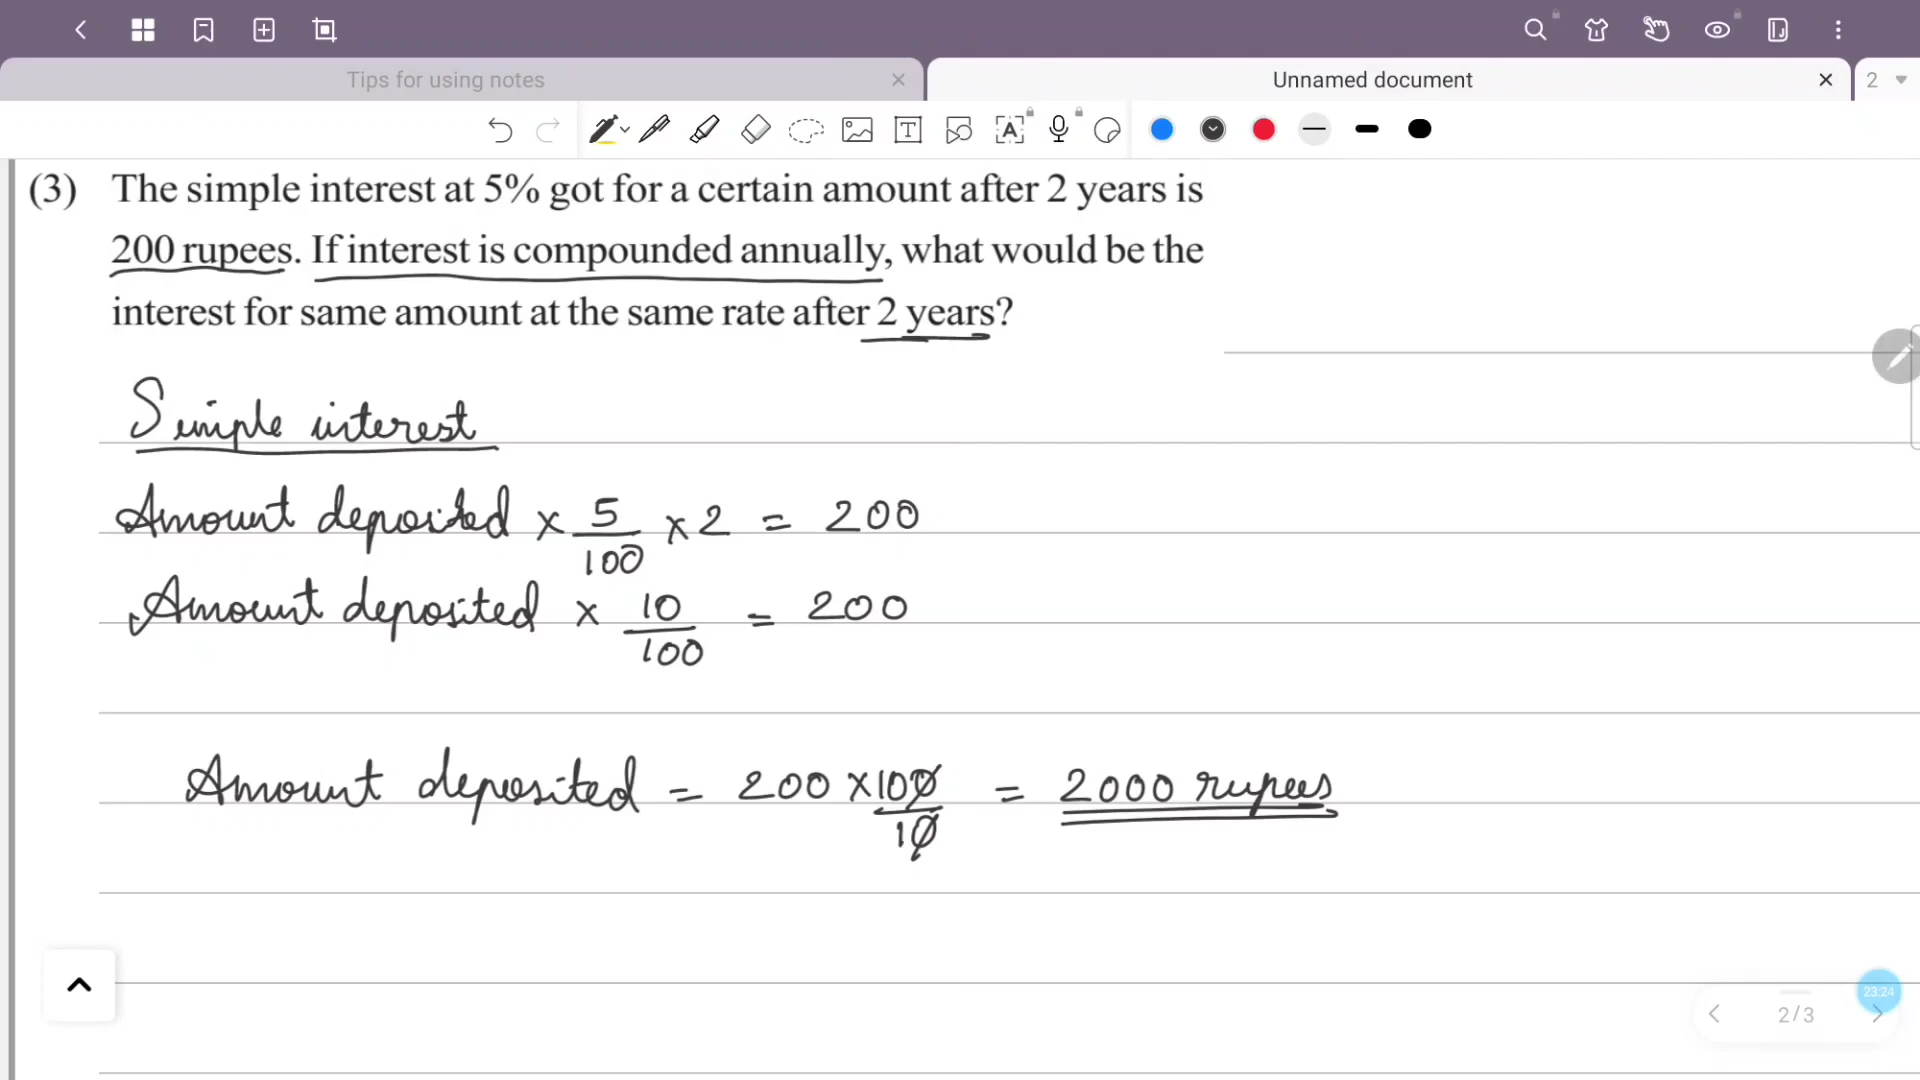 Tips for using notes
Unnamed document
2
(3) The simple interest at 5% got for a certain amount after 2 years is
200 rupees. If interest is compounded annually, what would be the
interest for same amount at the same rate after 2 years?
Simple interest
Amount deposited × 5/100 × 2 = 200
Amount deposited × 10/100 = 200
Amount deposited = 200 × 100/10 = 2000 rupees
23:24
2/3